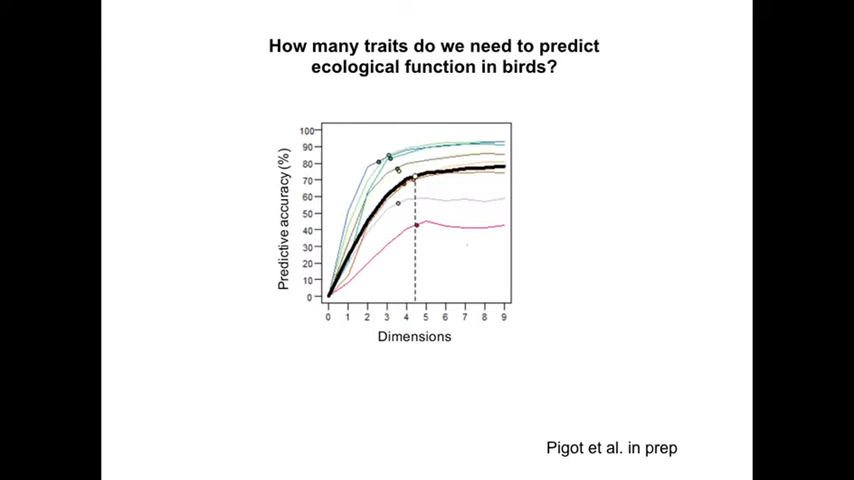 How many traits do we need to predict
ecological function in birds?
Predictive accuracy (%)
100
90
80
70
60
50
40
30
20
10
0
0 1 2 3 4 5 6 7 8 9
Dimensions
Pigot et al. in prep